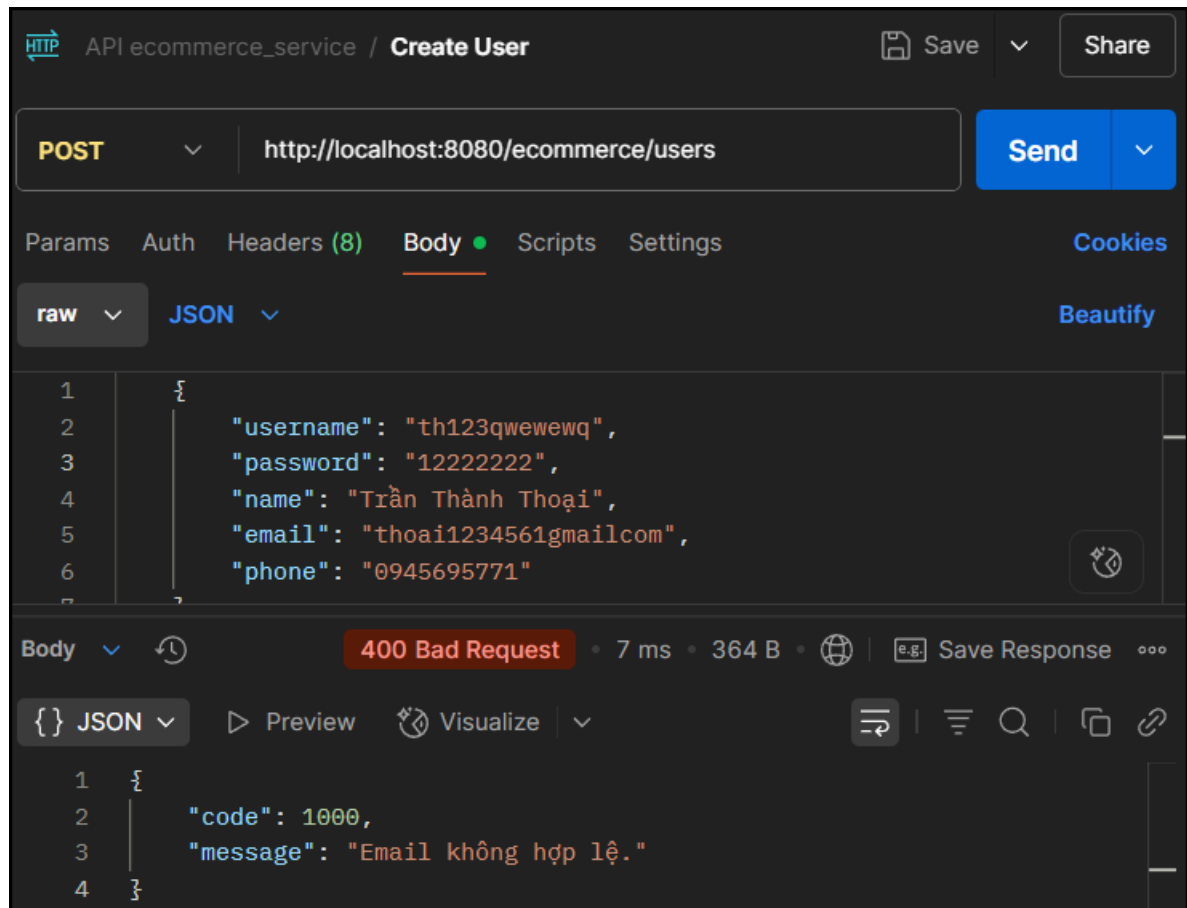 HTTP API ecommerce_service / Create User Save Share
POST http://localhost:8080/ecommerce/users Send
Params Auth Headers (8) Body Scripts Settings Cookies
raw JSON Beautify
1 {
2 "username": "th123qwewewq",
3 "password": "12222222",
4 "name": "Trần Thành Thoại",
5 "email": "thoai1234561gmailcom",
6 "phone": "0945695771"
7 }
Body 400 Bad Request • 7 ms • 364 B • e.g. Save Response
{} JSON Preview Visualize
1 {
2 "code": 1000,
3 "message": "Email không hợp lệ."
4 }